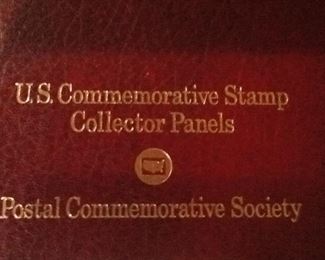 U.S. Commemorative Stamp
Collector Panels
Postal Commemorative Society